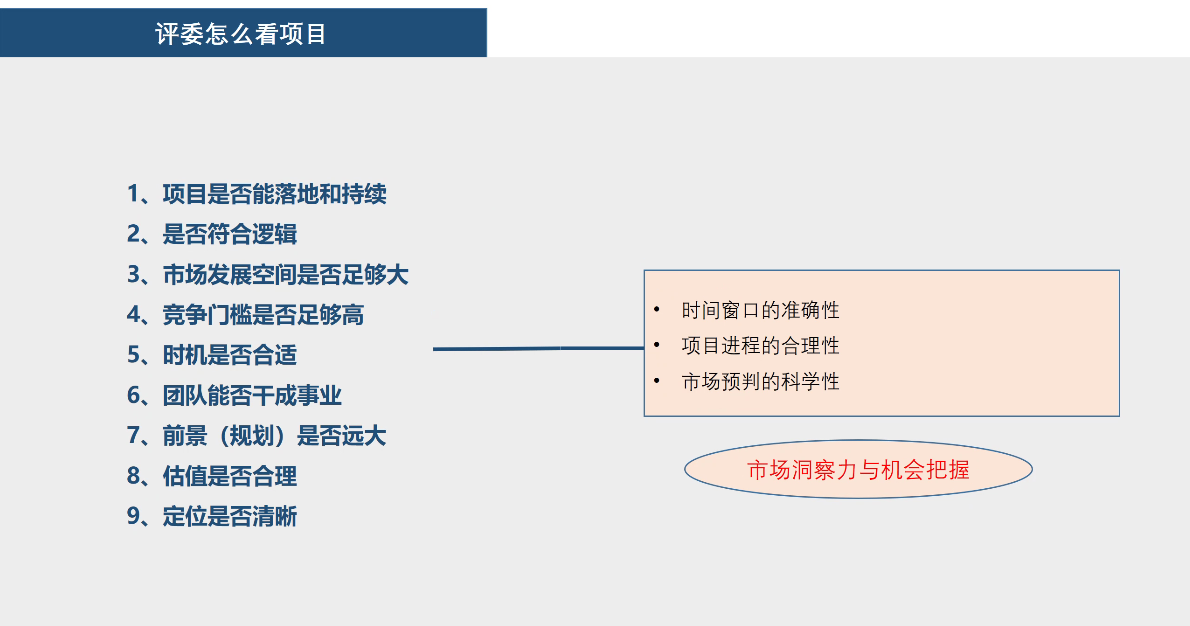 评委怎么看项目
1、项目是否能落地和持续
2、是否符合逻辑
3、市场发展空间是否足够大
4、竞争门槛是否足够高
5、时机是否合适
6、团队能否干成事业
7、前景（规划）是否远大
8、估值是否合理
9、定位是否清晰
• 时间窗口的准确性
• 项目进程的合理性
• 市场预判的科学性
市场洞察力与机会把握